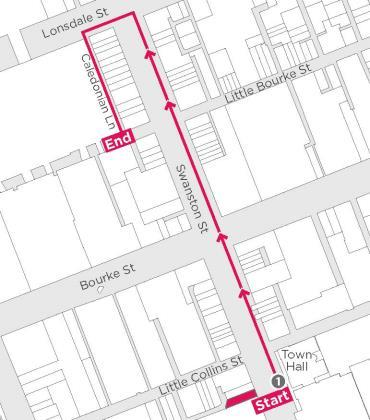 Lonsdale St
Caledonian Ln
Little Bourke St
End
Swanston St
Bourke St
Little Collins St
Town
Hall
1
Start